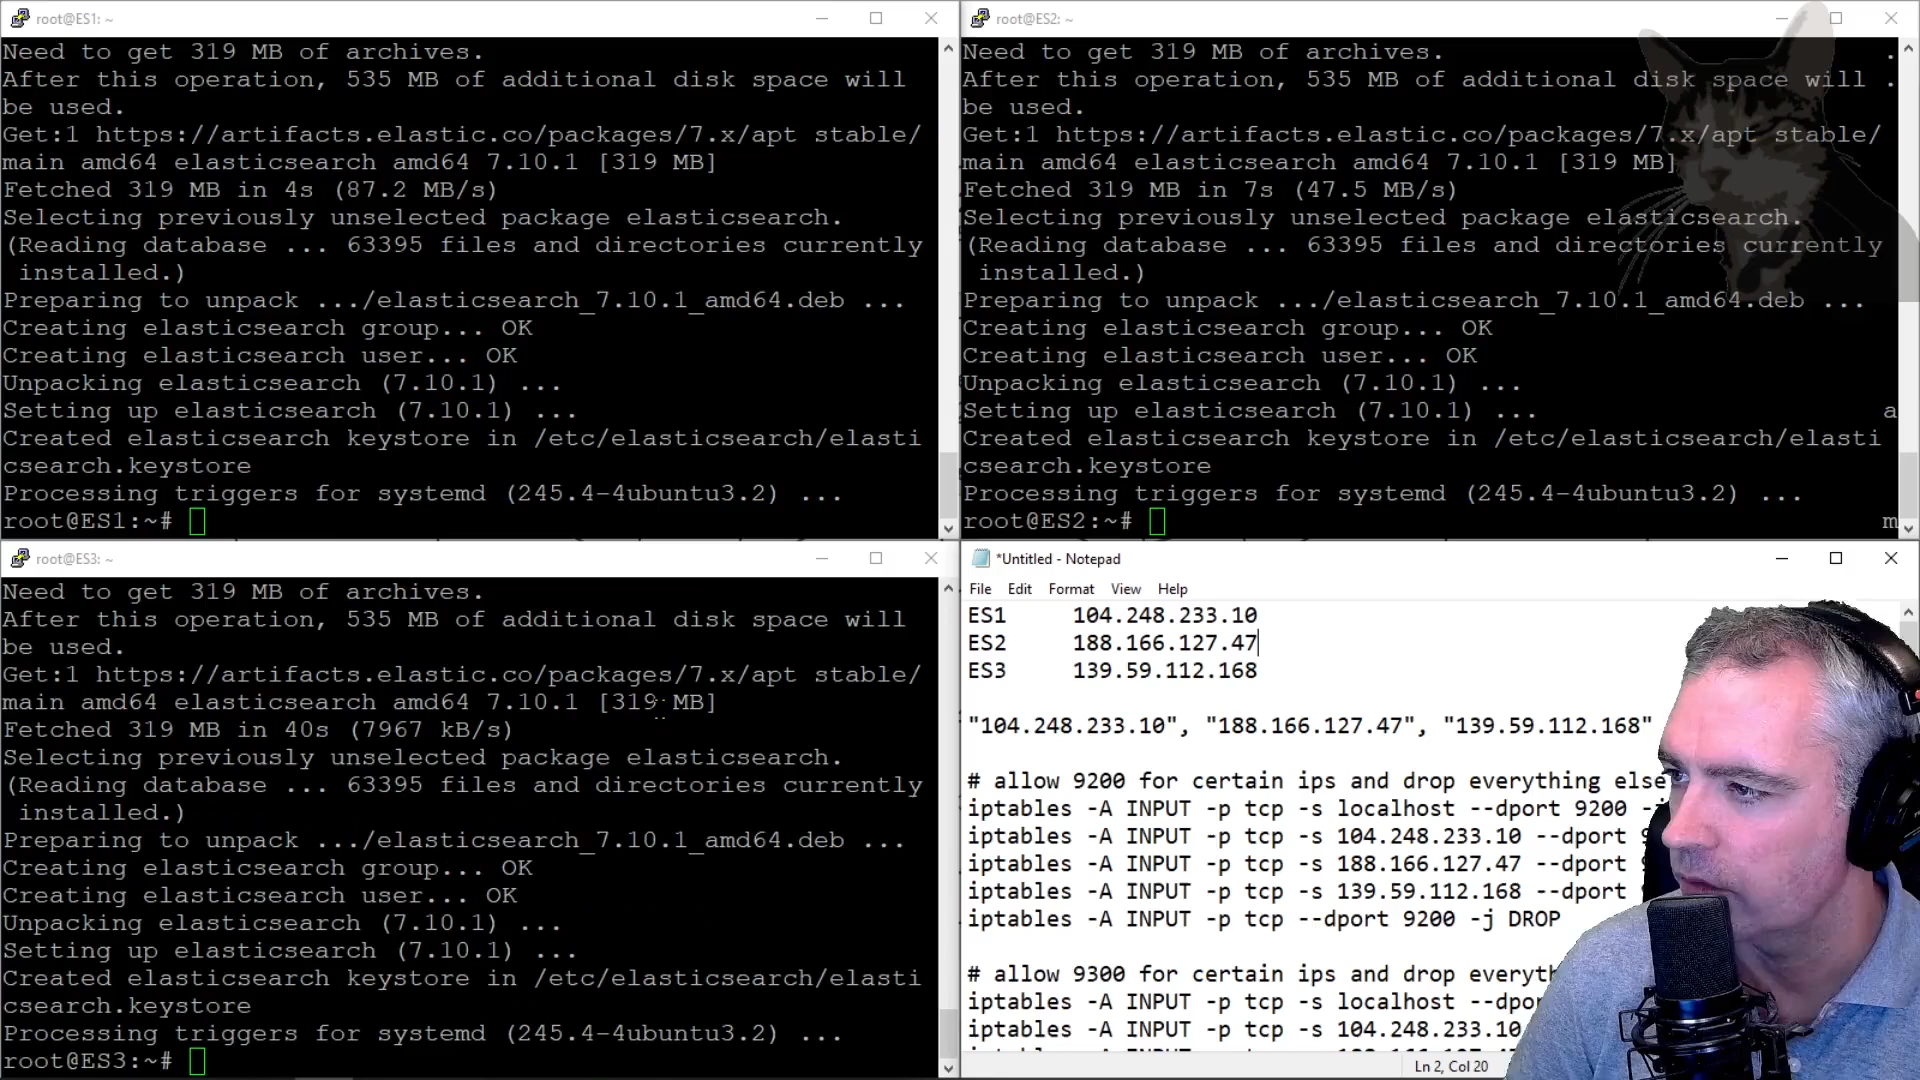 root@ES1: ~
Need to get 319 MB of archives.
After this operation, 535 MB of additional disk space will
be used.
Get:1 https://artifacts.elastic.co/packages/7.x/apt stable/
main amd64 elasticsearch amd64 7.10.1 [319 MB]
Fetched 319 MB in 4s (87.2 MB/s)
Selecting previously unselected package elasticsearch.
(Reading database ... 63395 files and directories currently
installed.)
Preparing to unpack .../elasticsearch_7.10.1_amd64.deb ...
Creating elasticsearch group... OK
Creating elasticsearch user... OK
Unpacking elasticsearch (7.10.1) ...
Setting up elasticsearch (7.10.1) ...
Created elasticsearch keystore in /etc/elasticsearch/elasti
csearch.keystore
Processing triggers for systemd (245.4-4ubuntu3.2) ...
root@ES1:~#
root@ES2: ~
Need to get 319 MB of archives. .
After this operation, 535 MB of additional disk space will .
be used.
Get:1 https://artifacts.elastic.co/packages/7.x/apt stable/
main amd64 elasticsearch amd64 7.10.1 [319 MB]
Fetched 319 MB in 7s (47.5 MB/s)
Selecting previously unselected package elasticsearch.
(Reading database ... 63395 files and directories currently
installed.)
Preparing to unpack .../elasticsearch_7.10.1_amd64.deb ...
Creating elasticsearch group... OK
Creating elasticsearch user... OK
Unpacking elasticsearch (7.10.1) ...
Setting up elasticsearch (7.10.1) ... a
Created elasticsearch keystore in /etc/elasticsearch/elasti
csearch.keystore
Processing triggers for systemd (245.4-4ubuntu3.2) ...
root@ES2:~# m
root@ES3: ~
Need to get 319 MB of archives.
After this operation, 535 MB of additional disk space will
be used.
Get:1 https://artifacts.elastic.co/packages/7.x/apt stable/
main amd64 elasticsearch amd64 7.10.1 [319 MB]
Fetched 319 MB in 40s (7967 kB/s)
Selecting previously unselected package elasticsearch.
(Reading database ... 63395 files and directories currently
installed.)
Preparing to unpack .../elasticsearch_7.10.1_amd64.deb ...
Creating elasticsearch group... OK
Creating elasticsearch user... OK
Unpacking elasticsearch (7.10.1) ...
Setting up elasticsearch (7.10.1) ...
Created elasticsearch keystore in /etc/elasticsearch/elasti
csearch.keystore
Processing triggers for systemd (245.4-4ubuntu3.2) ...
root@ES3:~#
*Untitled - Notepad
File Edit Format View Help
ES1 104.248.233.10
ES2 188.166.127.47
ES3 139.59.112.168
"104.248.233.10", "188.166.127.47", "139.59.112.168"
# allow 9200 for certain ips and drop everything else
iptables -A INPUT -p tcp -s localhost --dport 9200
iptables -A INPUT -p tcp -s 104.248.233.10 --dport
iptables -A INPUT -p tcp -s 188.166.127.47 --dport
iptables -A INPUT -p tcp -s 139.59.112.168 --dport
iptables -A INPUT -p tcp --dport 9200 -j DROP
# allow 9300 for certain ips and drop
iptables -A INPUT -p tcp -s localhost
iptables -A INPUT -p tcp -s 104.248.233.10
Ln 2, Col 20